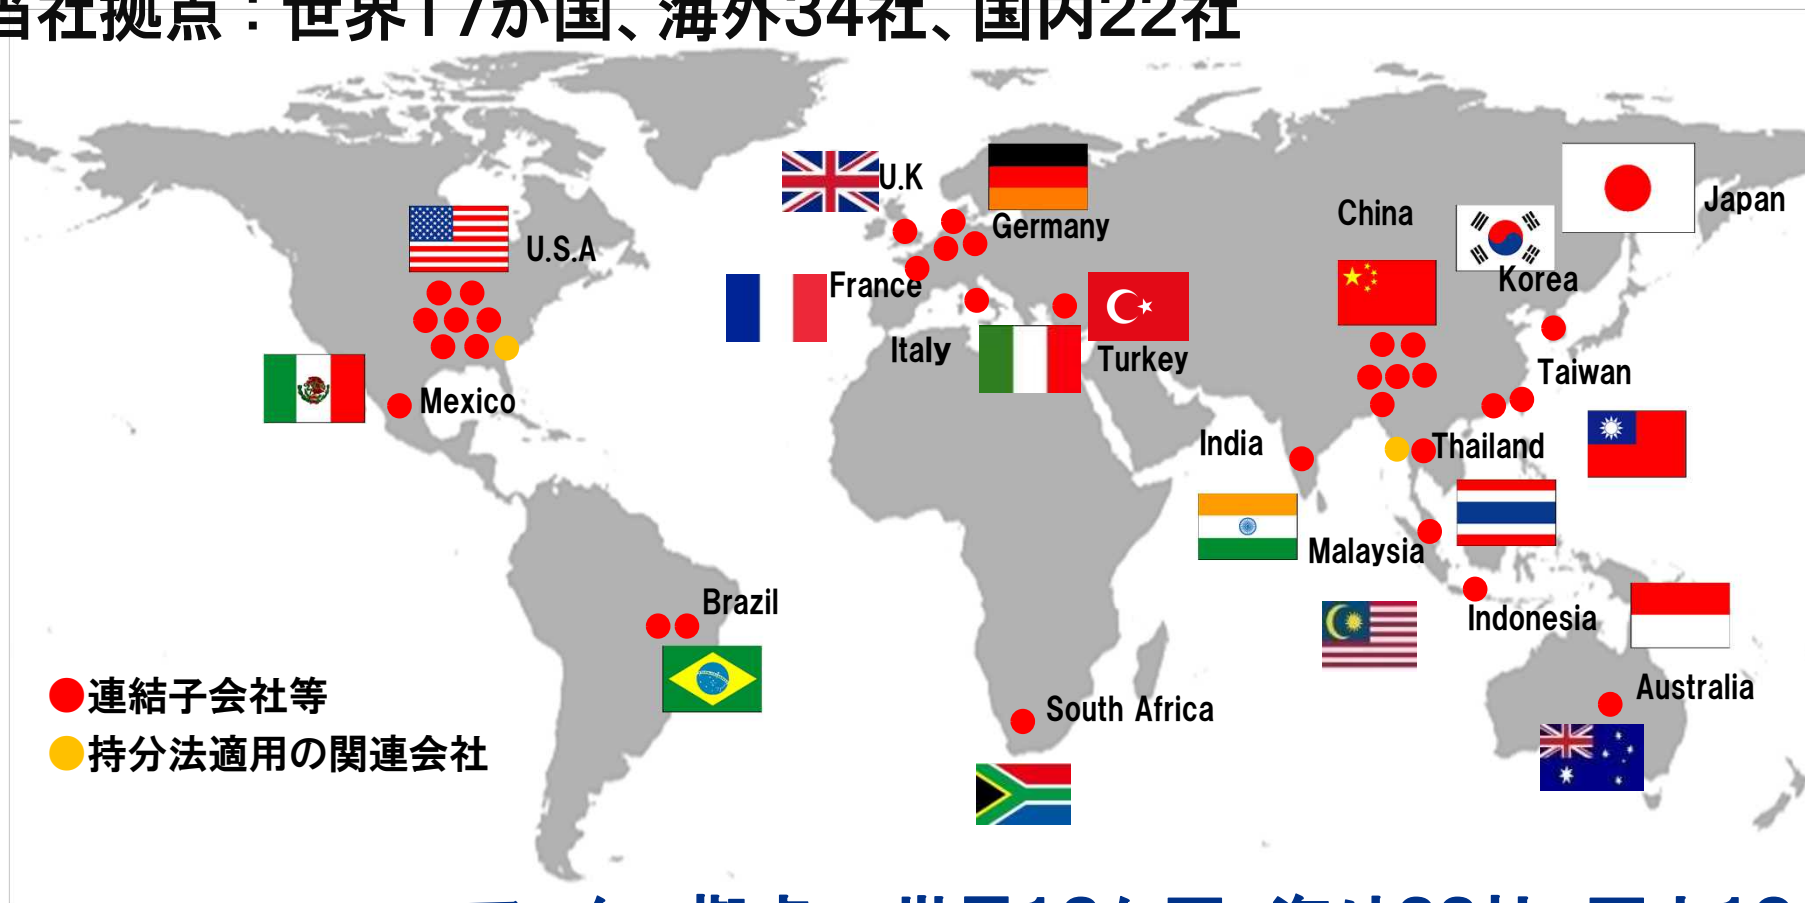 当社拠点：世界17か国、海外34社、国内22社
U.K
Germany
China
Japan
U.S.A
Korea
France
Italy
Turkey
Taiwan
Mexico
India
Thailand
Malaysia
Brazil
Indonesia
Australia
South Africa
連結子会社等
持分法適用の関連会社